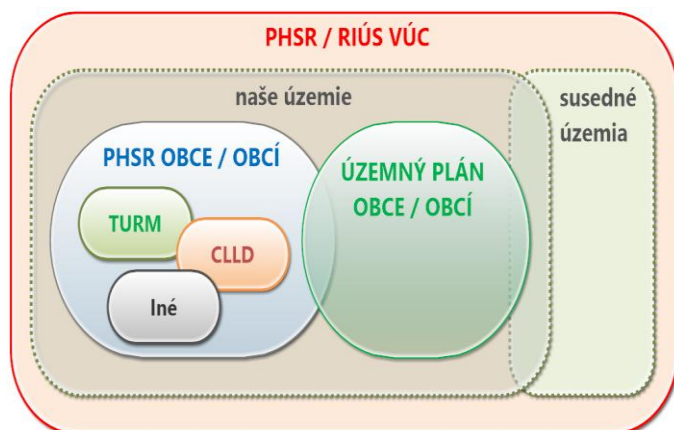 PHSR / RIÚS VÚC
naše územie
susedné
územia
PHSR OBCE / OBCÍ
ÚZEMNÝ PLÁN
OBCE / OBCÍ
TURM
CLLD
Iné